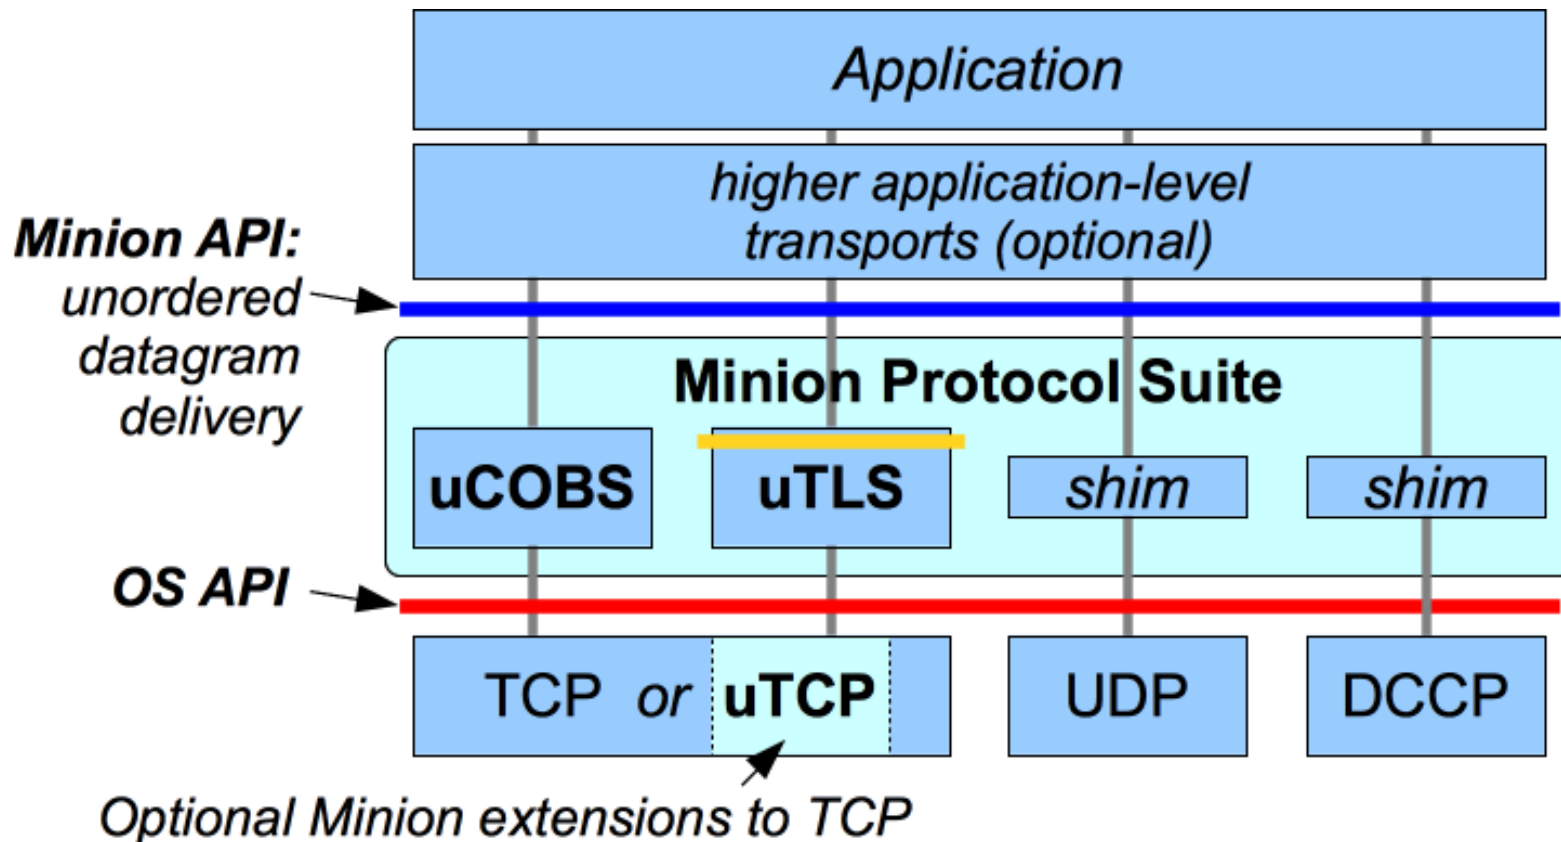 Application
higher application-level
transports (optional)
Minion API:
unordered
datagram
delivery
Minion Protocol Suite
uCOBS
uTLS
shim
shim
OS API
TCP or uTCP
UDP
DCCP
Optional Minion extensions to TCP